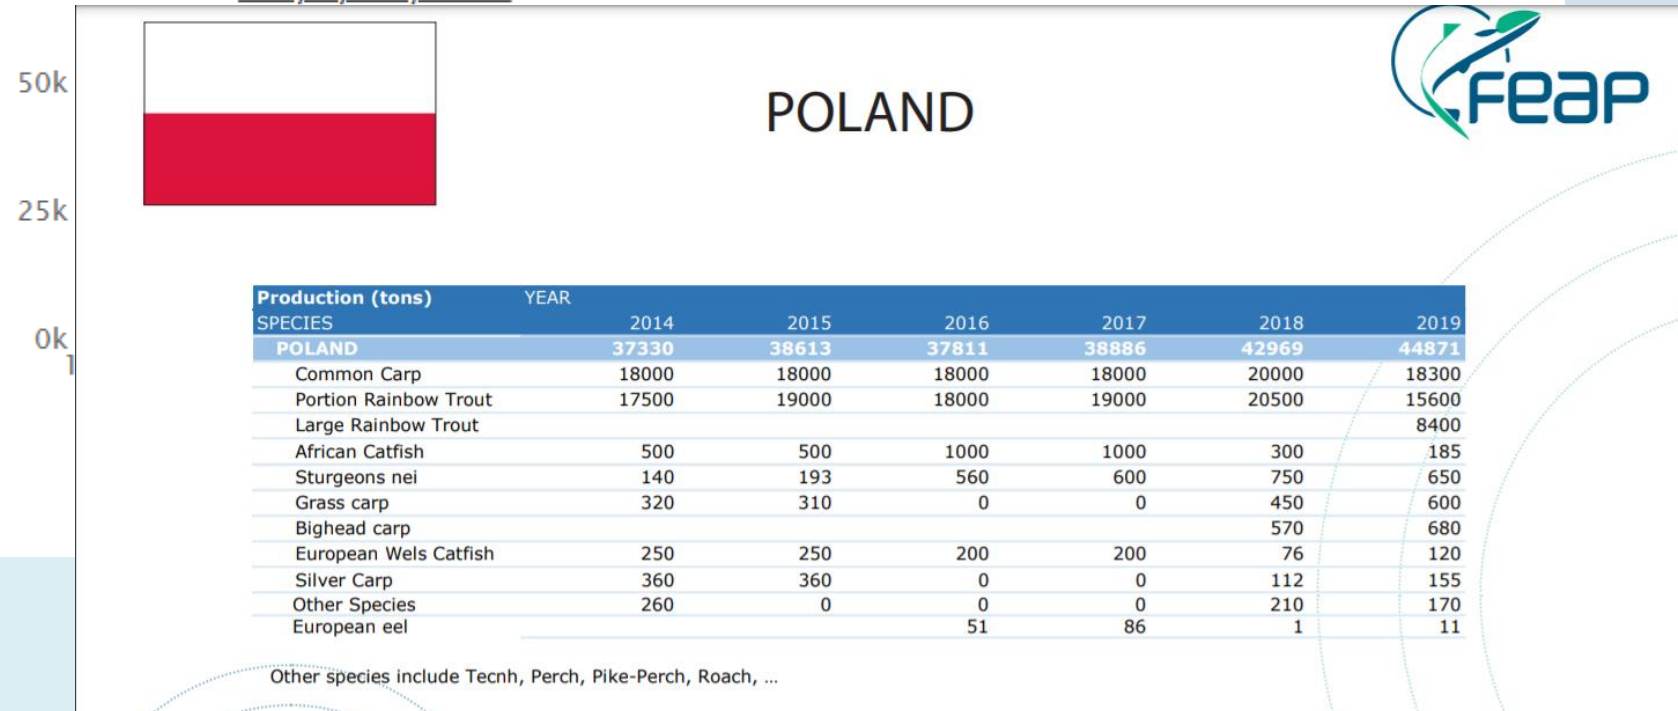 50k
25k
0k
1
POLAND
feap
Production (tons) YEAR
SPECIES 2014 2015 2016 2017 2018 2019
POLAND 37330 38613 37811 38886 42969 44871
Common Carp 18000 18000 18000 18000 20000 18300
Portion Rainbow Trout 17500 19000 18000 19000 20500 15600
Large Rainbow Trout 8400
African Catfish 500 500 1000 1000 300 185
Sturgeons nei 140 193 560 600 750 650
Grass carp 320 310 0 0 450 600
Bighead carp 570 680
European Wels Catfish 250 250 200 200 76 120
Silver Carp 360 360 0 0 112 155
Other Species 260 0 0 0 210 170
European eel 51 86 1 11
Other species include Tecnh, Perch, Pike-Perch, Roach, ...